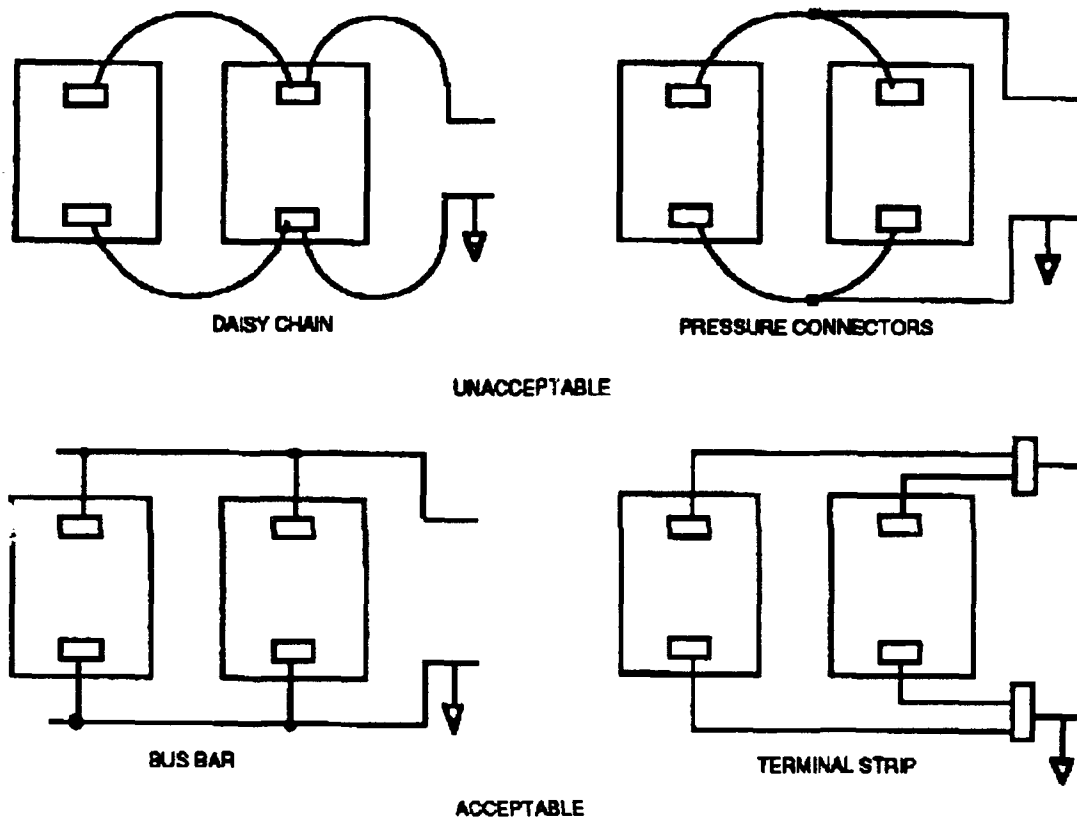 DAISY CHAIN
PRESSURE CONNECTORS
UNACCEPTABLE
BUS BAR
TERMINAL STRIP
ACCEPTABLE